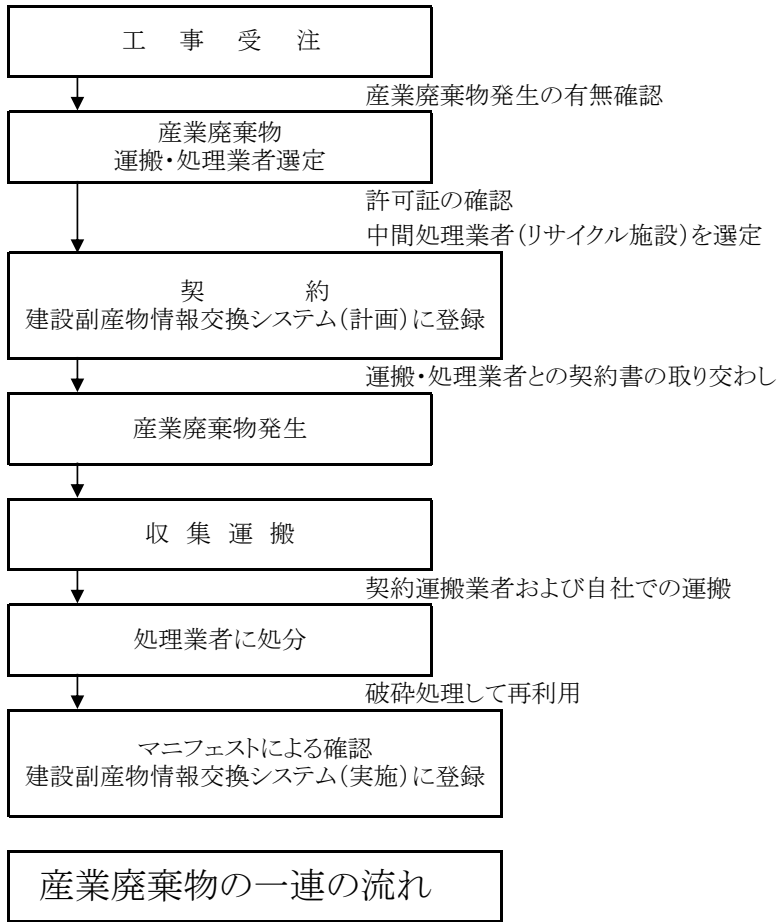 工事受注
産業廃棄物発生の有無確認
産業廃棄物
運搬・処理業者選定
許可証の確認
中間処理業者(リサイクル施設)を選定
契約
建設副産物情報交換システム(計画)に登録
運搬・処理業者との契約書の取り交わし
産業廃棄物発生
収集運搬
契約運搬業者および自社での運搬
処理業者に処分
破砕処理して再利用
マニフェストによる確認
建設副産物情報交換システム(実施)に登録
産業廃棄物の一連の流れ